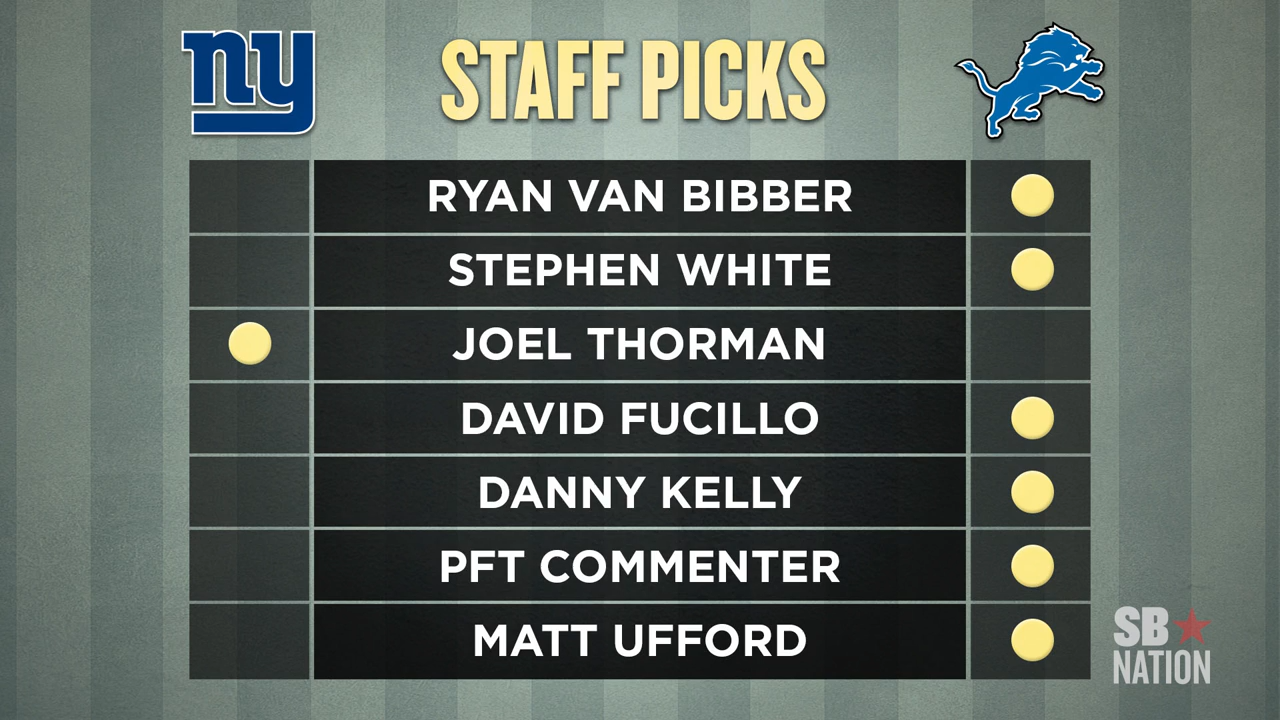 ny
STAFF PICKS
RYAN VAN BIBBER
STEPHEN WHITE
JOEL THORMAN
DAVID FUCILLO
DANNY KELLY
PFT COMMENTER
MATT UFFORD
SB
NATION